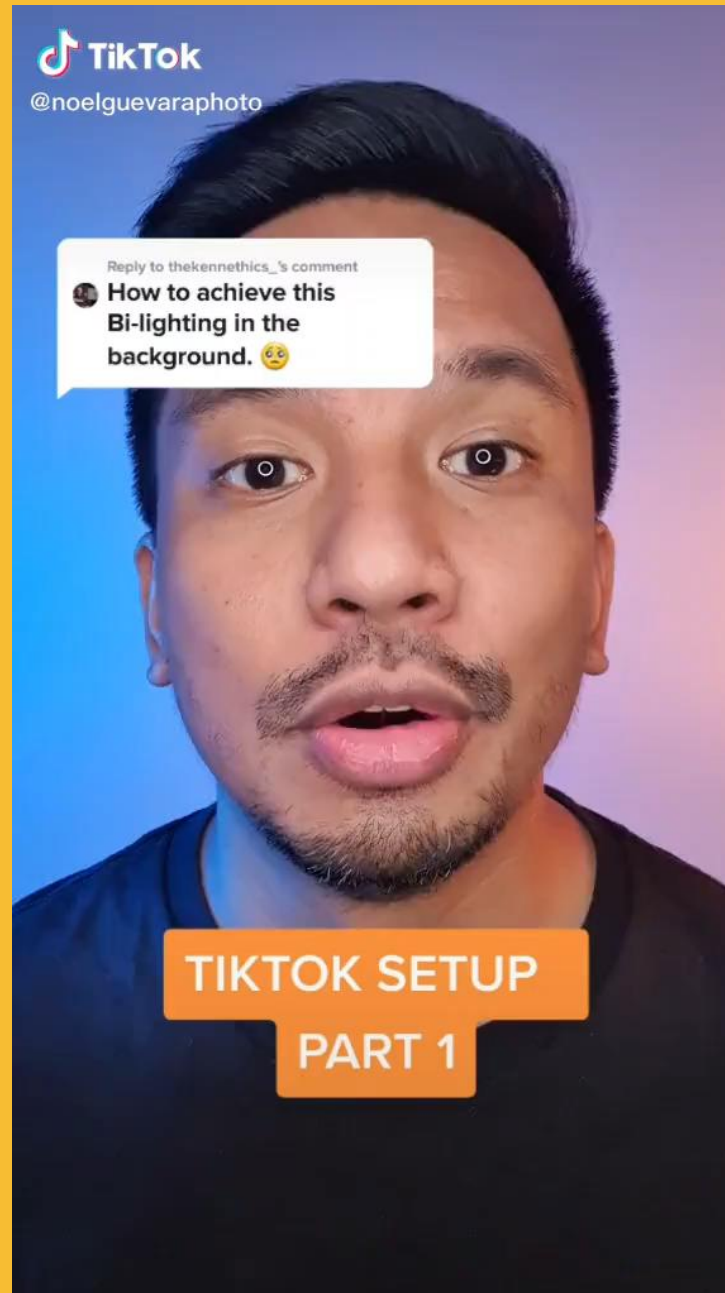 TikTok
@noelguevaraphoto
Reply to thekennethics_'s comment
How to achieve this
Bi-lighting in the
background. 🥺
TIKTOK SETUP
PART 1